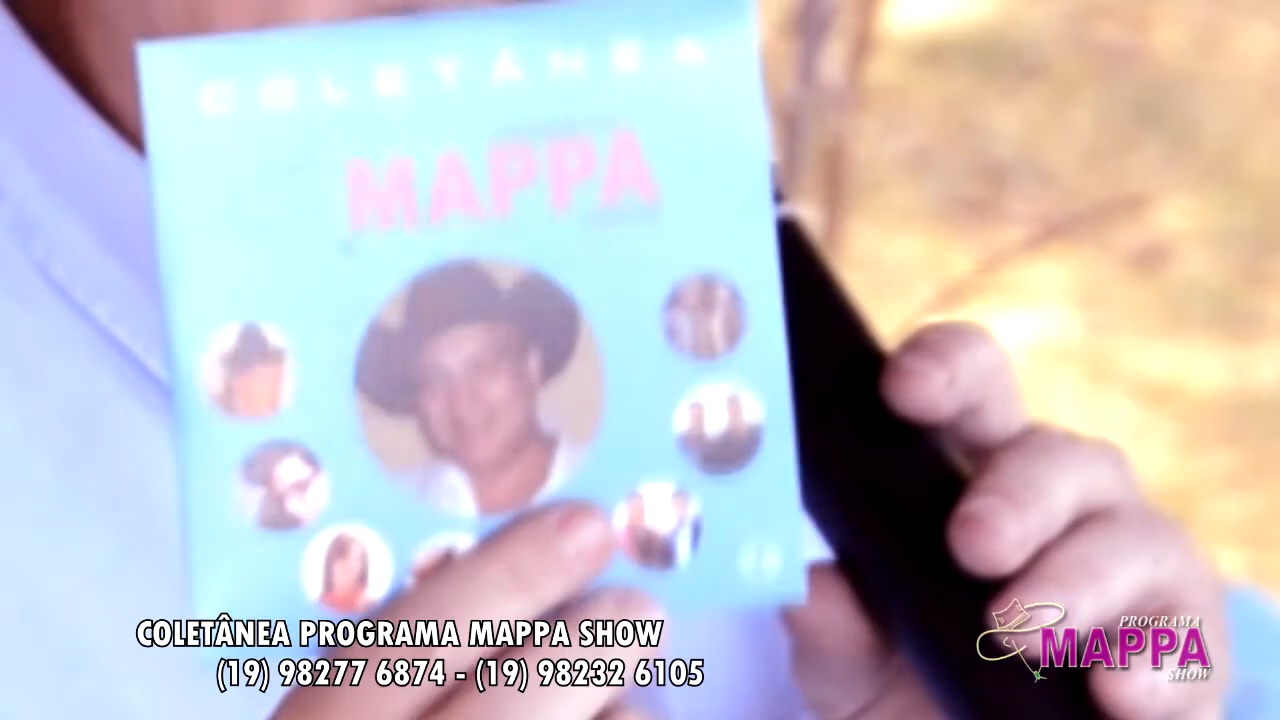 COLETÂNEA
MAPPA
COLETÂNEA PROGRAMA MAPPA SHOW
(19) 98277 6874 - (19) 98232 6105
PROGRAMA
MAPPA
SHOW